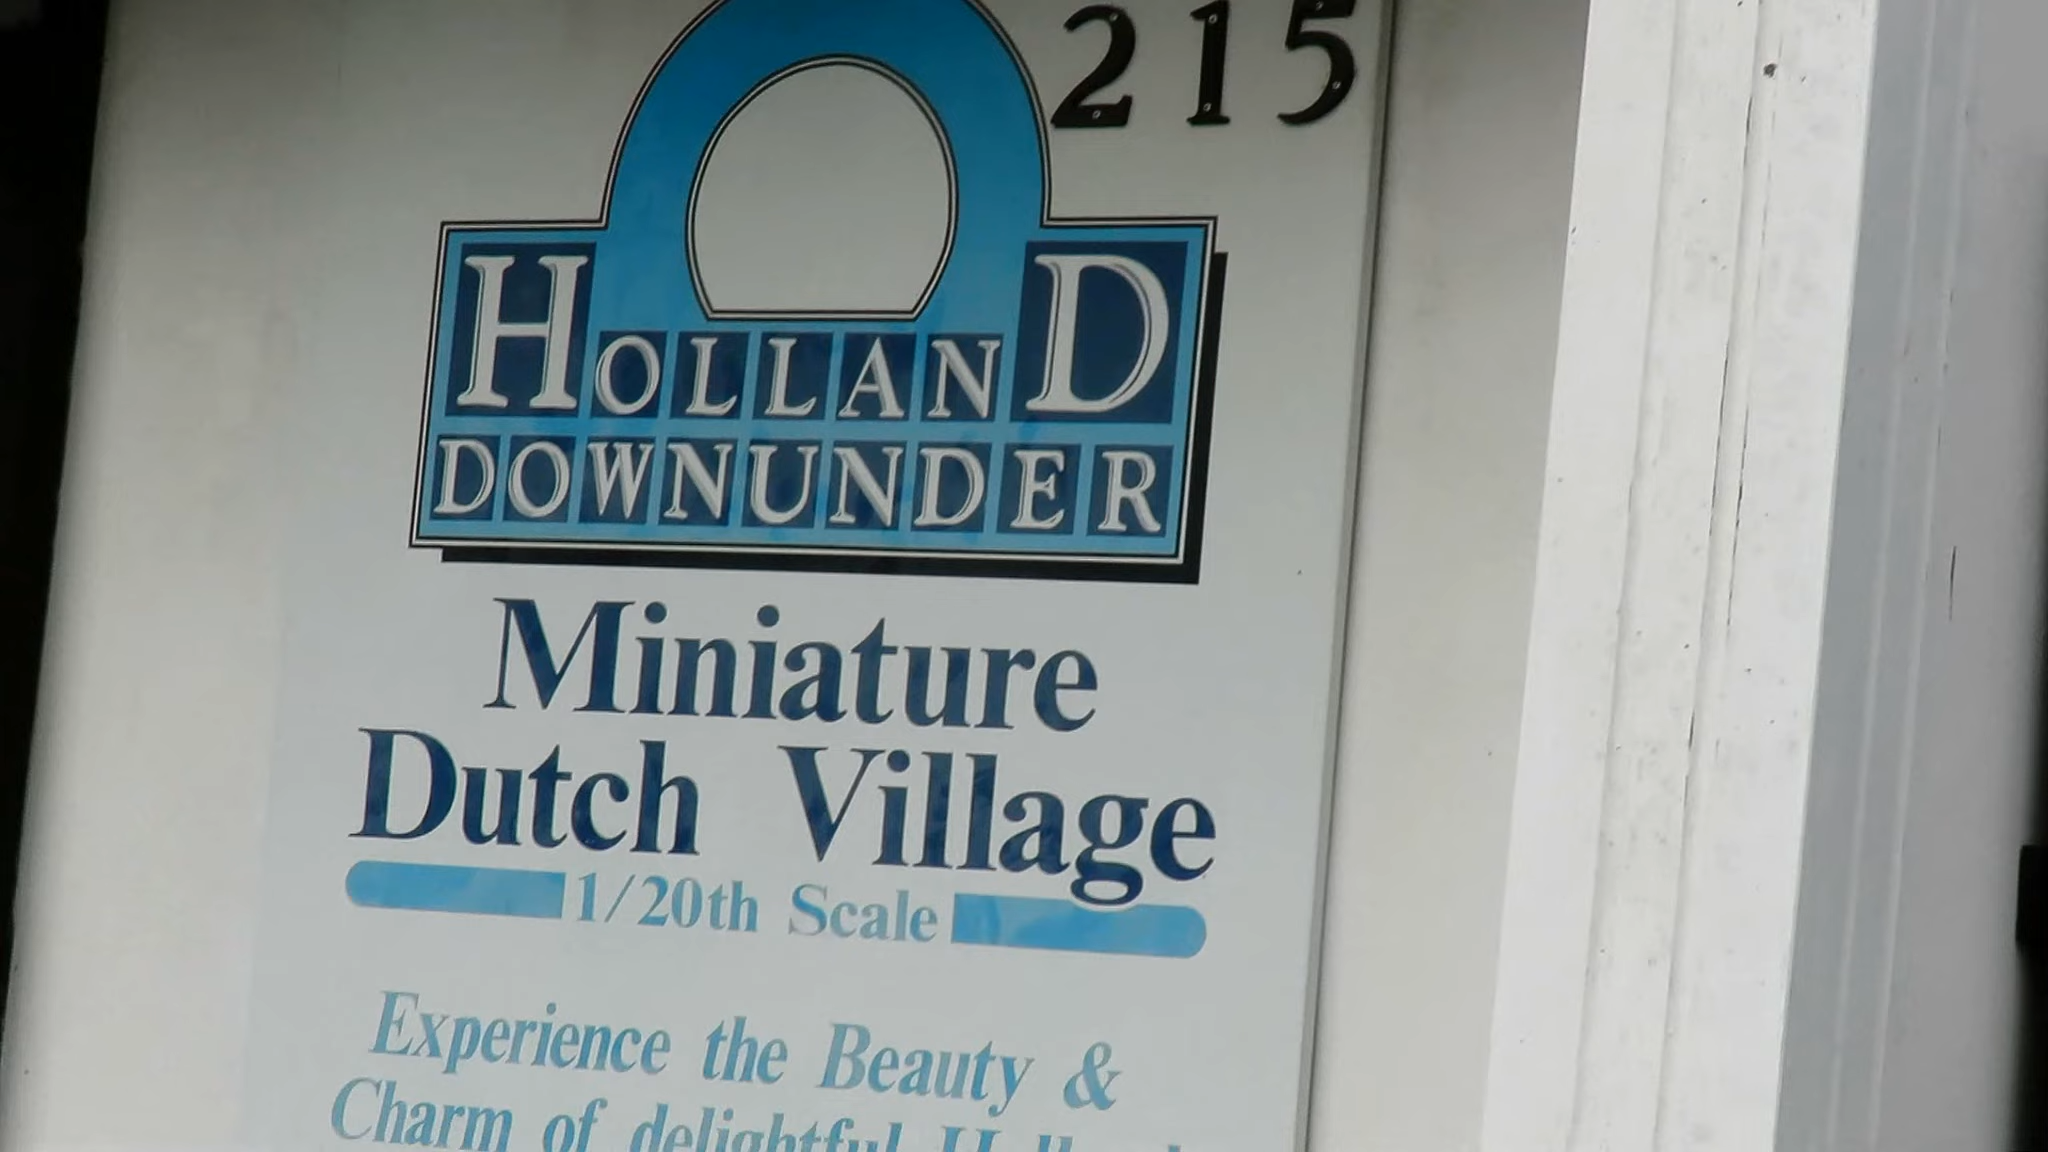 215
HOLLAND
DOWNUNDER
Miniature
Dutch Village
1/20th Scale
Experience the Beauty &
Charm of delightful Holland